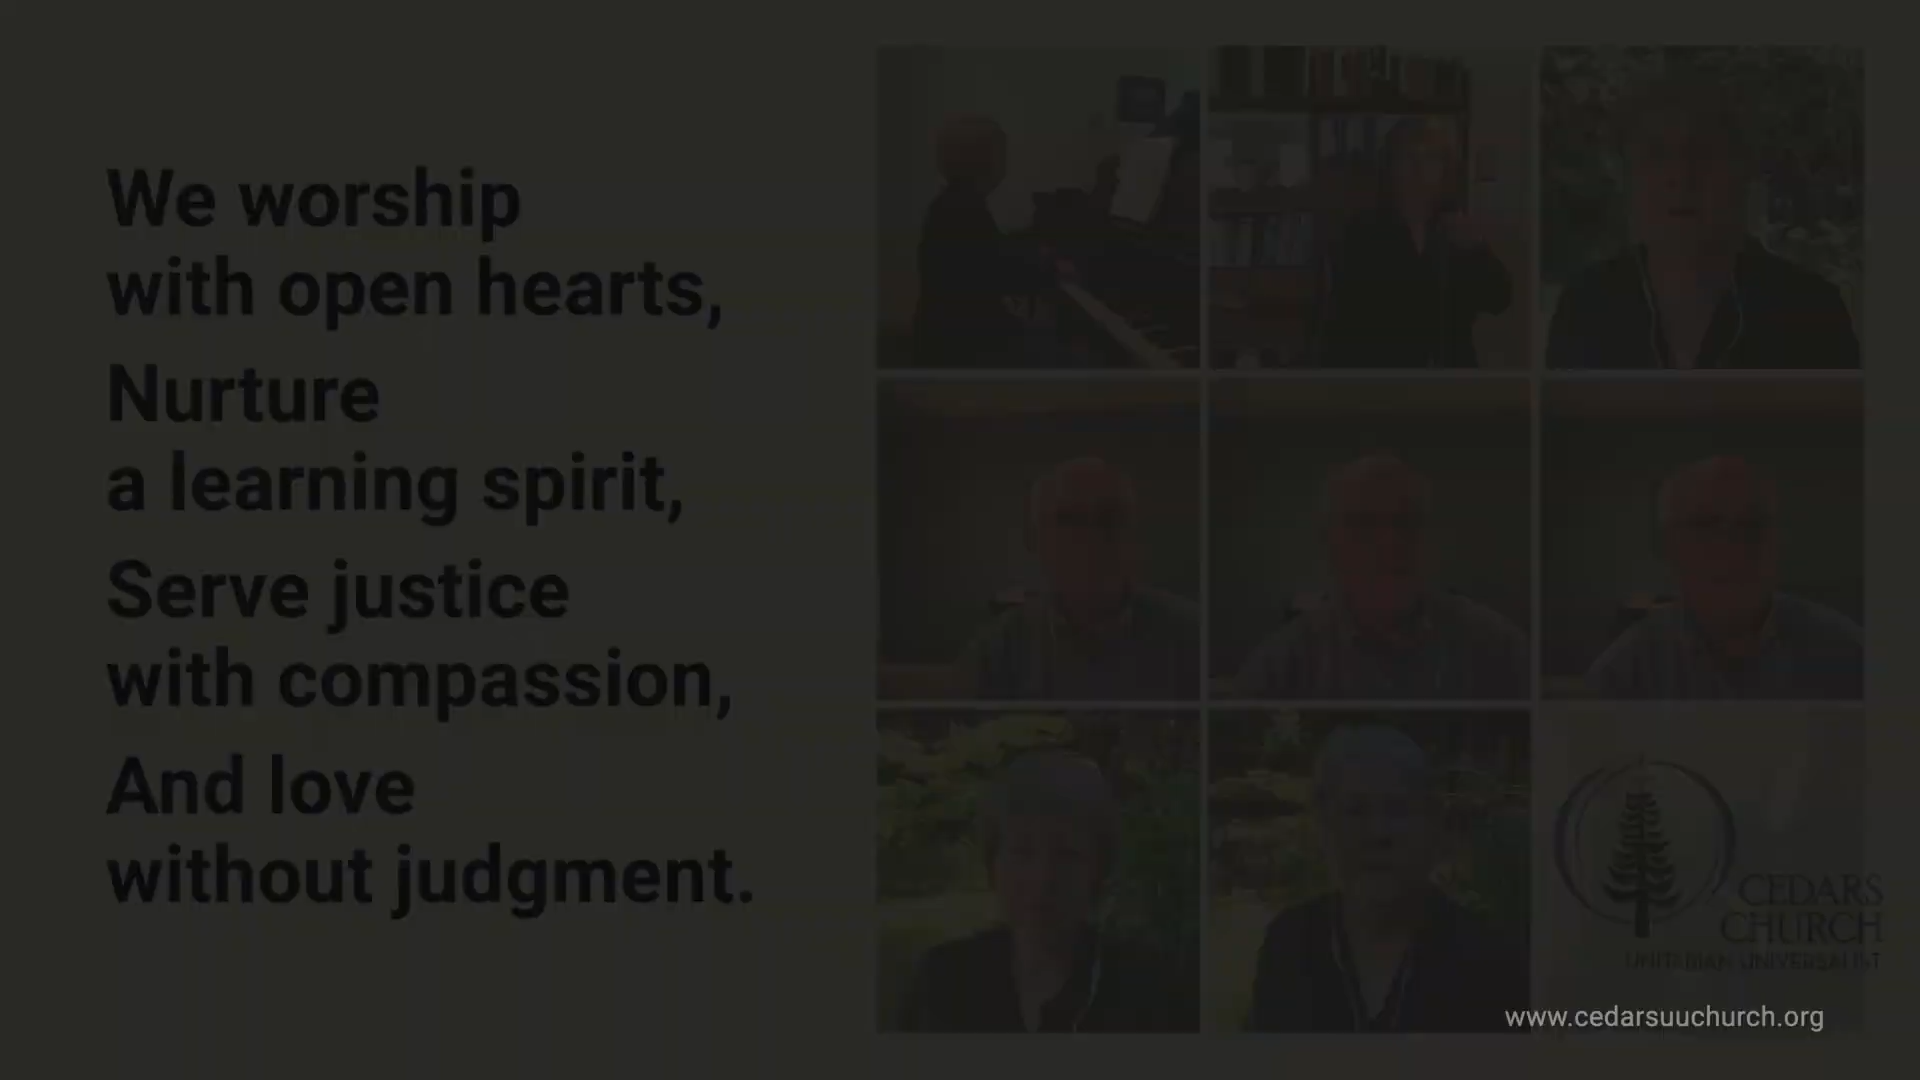 We worship
with open hearts,
Nurture
a learning spirit,
Serve justice
with compassion,
And love
without judgment.
CEDARS
CHURCH
UNITARIAN UNIVERSALIST
www.cedarsuuchurch.org